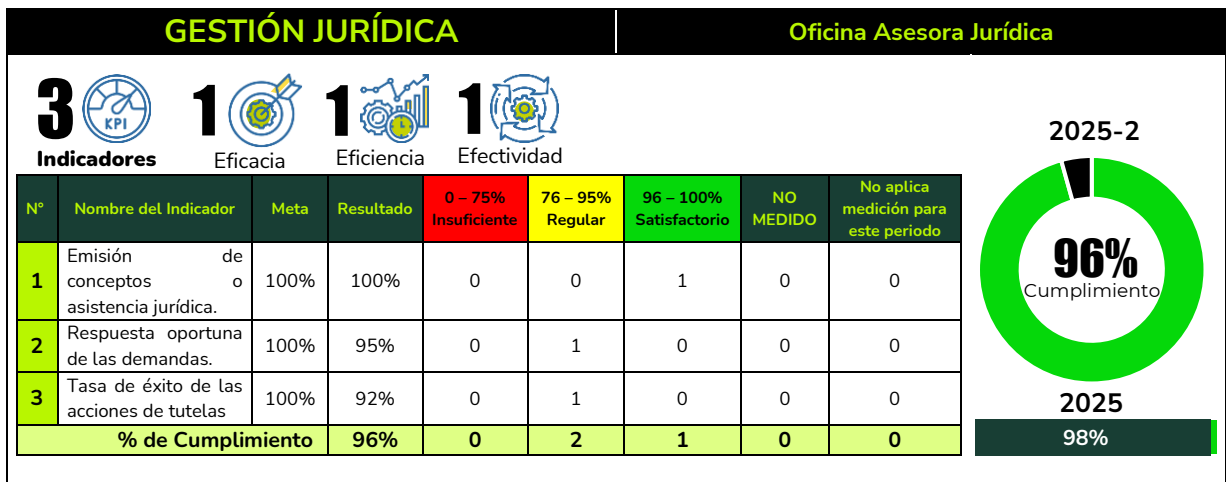 GESTIÓN JURÍDICA
Oficina Asesora Jurídica
3
KPI
Indicadores
1
Eficacia
1
Eficiencia
1
Efectividad
N°
Nombre del Indicador
Meta
Resultado
0 – 75%
Insuficiente
76 – 95%
Regular
96 – 100%
Satisfactorio
NO
MEDIDO
No aplica
medición para
este periodo
1
Emisión de
conceptos o
asistencia jurídica.
100%
100%
0
0
1
0
0
2
Respuesta oportuna
de las demandas.
100%
95%
0
1
0
0
0
3
Tasa de éxito de las
acciones de tutelas
100%
92%
0
1
0
0
0
% de Cumplimiento
96%
0
2
1
0
0
2025-2
96%
Cumplimiento
2025
98%